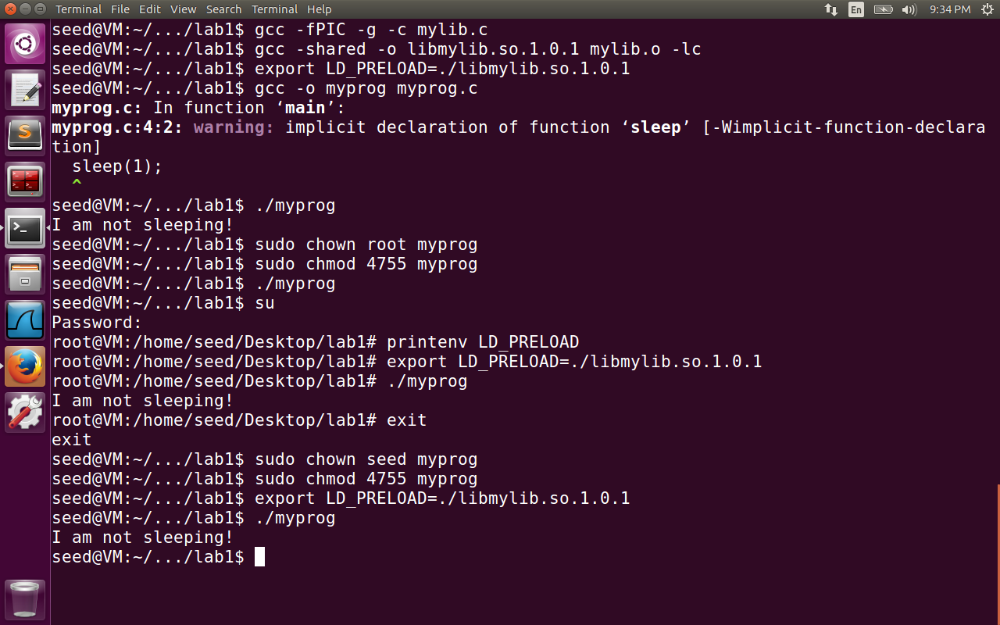 Terminal File Edit View Search Terminal Help En 9:34 PM
seed@VM:~/.../lab1$ gcc -fPIC -g -c mylib.c
seed@VM:~/.../lab1$ gcc -shared -o libmylib.so.1.0.1 mylib.o -lc
seed@VM:~/.../lab1$ export LD_PRELOAD=./libmylib.so.1.0.1
seed@VM:~/.../lab1$ gcc -o myprog myprog.c
myprog.c: In function ‘main’:
myprog.c:4:2: warning: implicit declaration of function ‘sleep’ [-Wimplicit-function-declara
tion]
  sleep(1);
  ^
seed@VM:~/.../lab1$ ./myprog
I am not sleeping!
seed@VM:~/.../lab1$ sudo chown root myprog
seed@VM:~/.../lab1$ sudo chmod 4755 myprog
seed@VM:~/.../lab1$ ./myprog
seed@VM:~/.../lab1$ su
Password:
root@VM:/home/seed/Desktop/lab1# printenv LD_PRELOAD
root@VM:/home/seed/Desktop/lab1# export LD_PRELOAD=./libmylib.so.1.0.1
root@VM:/home/seed/Desktop/lab1# ./myprog
I am not sleeping!
root@VM:/home/seed/Desktop/lab1# exit
exit
seed@VM:~/.../lab1$ sudo chown seed myprog
seed@VM:~/.../lab1$ sudo chmod 4755 myprog
seed@VM:~/.../lab1$ export LD_PRELOAD=./libmylib.so.1.0.1
seed@VM:~/.../lab1$ ./myprog
I am not sleeping!
seed@VM:~/.../lab1$